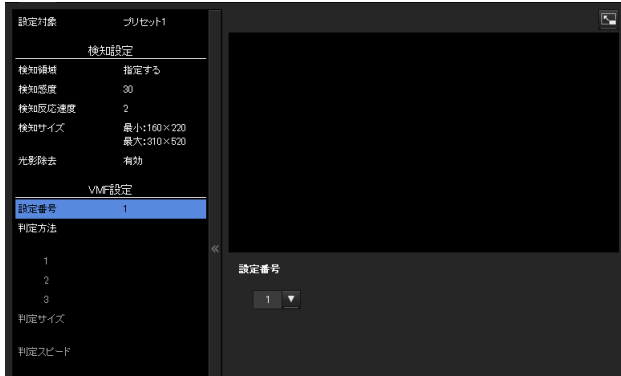 設定対象 プリセット1
検知設定
検知領域 指定する
検知感度 30
検知反応速度 2
検知サイズ 最小:160×220
最大:310×520
光影除去 有効
VMF設定
設定番号 1
判定方法
1
2
3
判定サイズ
判定スピード
«
設定番号
1 ▼